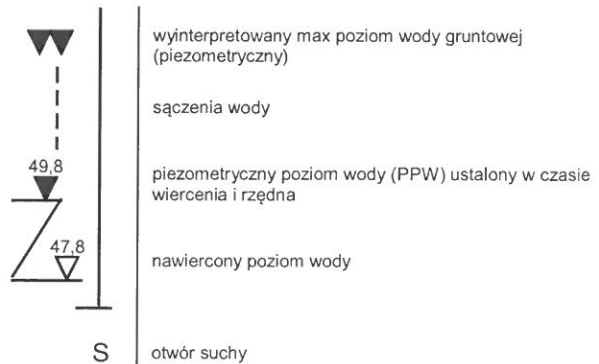 wyinterpretowany max poziom wody gruntowej
(piezometryczny)
sączenia wody
49,8
piezometryczny poziom wody (PPW) ustalony w czasie
wiercenia i rzędna
47,8
nawiercony poziom wody
S
otwór suchy